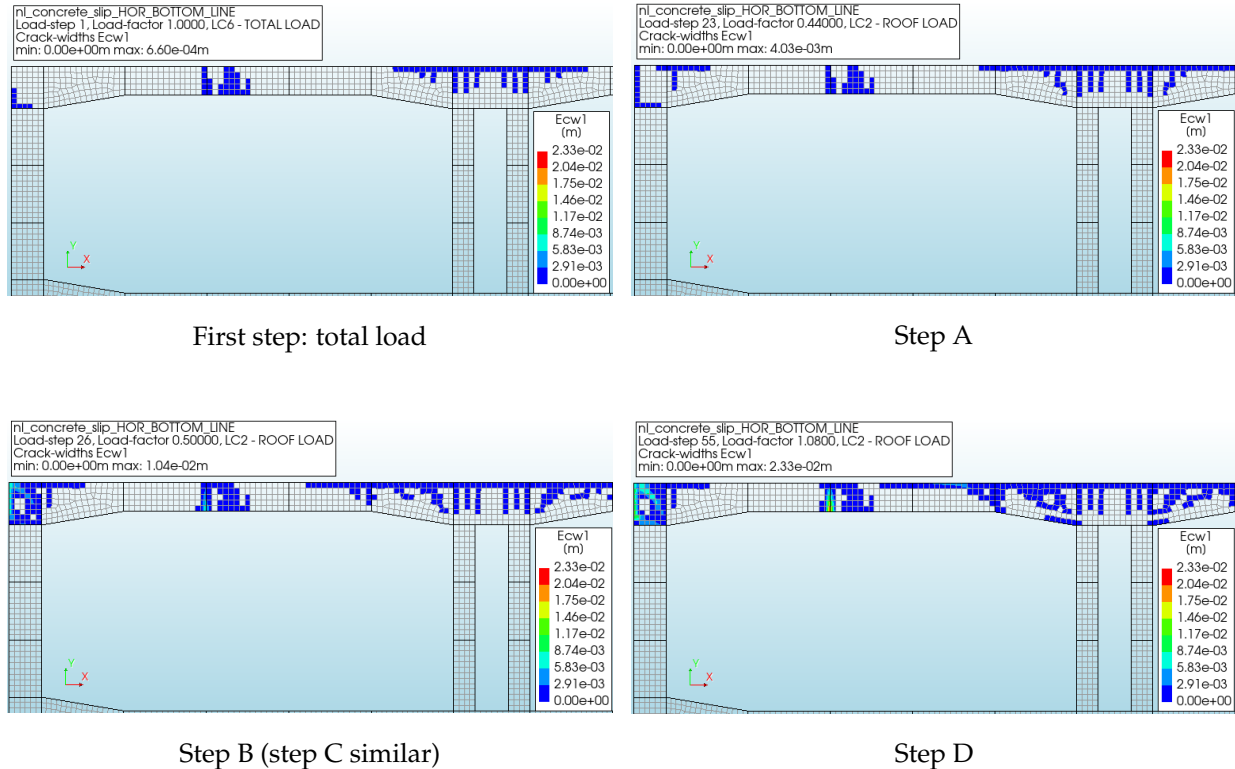 nl_concrete_slip_HOR_BOTTOM_LINE
Load-step 1, Load-factor 1.0000, LC6 - TOTAL LOAD
Crack-widths Ecw1
min: 0.00e+00m max: 6.60e-04m
Ecw1
(m)
2.33e-02
2.04e-02
1.75e-02
1.46e-02
1.17e-02
8.74e-03
5.83e-03
2.91e-03
0.00e+00
Y
X
First step: total load
nl_concrete_slip_HOR_BOTTOM_LINE
Load-step 23, Load-factor 0.44000, LC2 - ROOF LOAD
Crack-widths Ecw1
min: 0.00e+00m max: 4.03e-03m
Ecw1
(m)
2.33e-02
2.04e-02
1.75e-02
1.46e-02
1.17e-02
8.74e-03
5.83e-03
2.91e-03
0.00e+00
Y
X
Step A
nl_concrete_slip_HOR_BOTTOM_LINE
Load-step 26, Load-factor 0.50000, LC2 - ROOF LOAD
Crack-widths Ecw1
min: 0.00e+00m max: 1.04e-02m
Ecw1
(m)
2.33e-02
2.04e-02
1.75e-02
1.46e-02
1.17e-02
8.74e-03
5.83e-03
2.91e-03
0.00e+00
Y
X
Step B (step C similar)
nl_concrete_slip_HOR_BOTTOM_LINE
Load-step 55, Load-factor 1.0800, LC2 - ROOF LOAD
Crack-widths Ecw1
min: 0.00e+00m max: 2.33e-02m
Ecw1
(m)
2.33e-02
2.04e-02
1.75e-02
1.46e-02
1.17e-02
8.74e-03
5.83e-03
2.91e-03
0.00e+00
Y
X
Step D